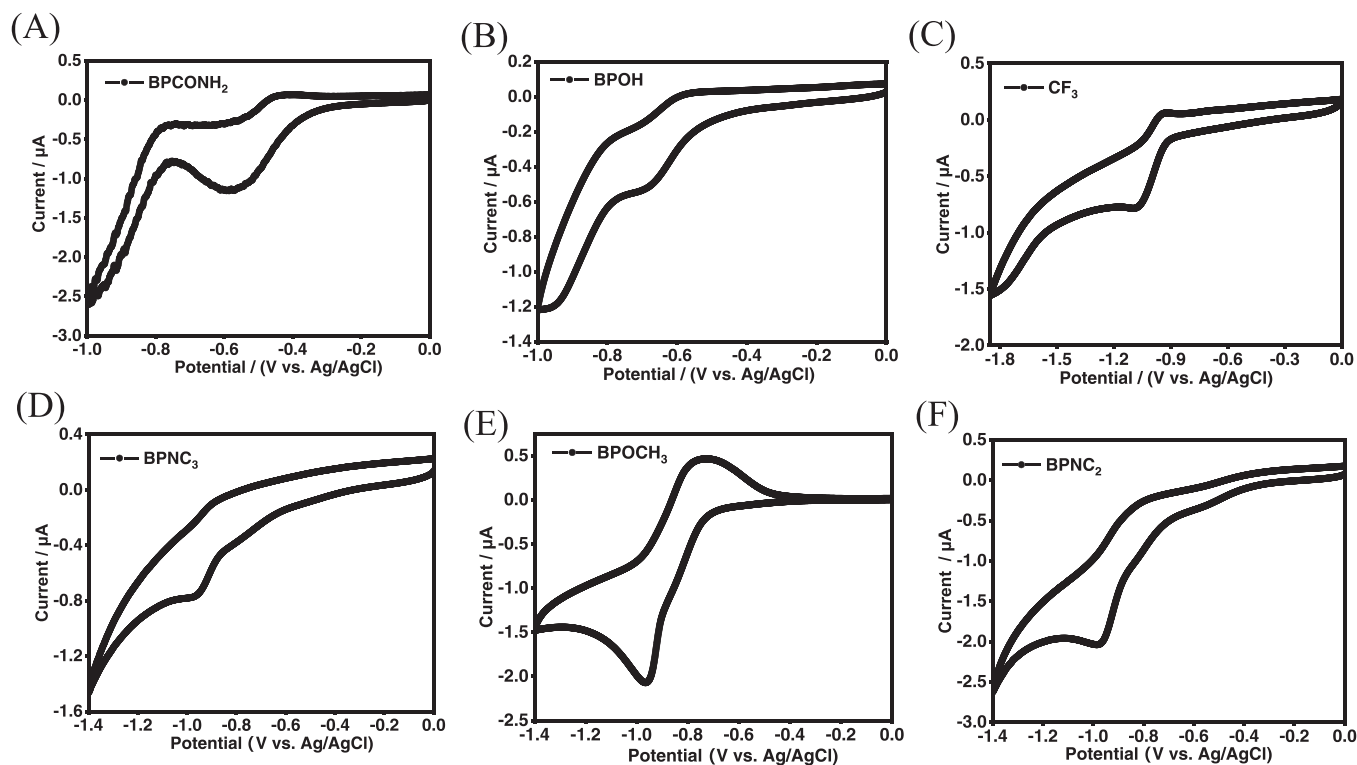 (A)
BPCONH₂
0.5
0.0
-0.5
-1.0
-1.5
-2.0
-2.5
-3.0
Current / μA
-1.0 -0.8 -0.6 -0.4 -0.2 0.0
Potential / (V vs. Ag/AgCl)
(B)
BPOH
0.2
0.0
-0.2
-0.4
-0.6
-0.8
-1.0
-1.2
-1.4
Current / μA
-1.0 -0.8 -0.6 -0.4 -0.2 0.0
Potential / (V vs. Ag/AgCl)
(C)
CF₃
0.5
0.0
-0.5
-1.0
-1.5
-2.0
Current / μA
-1.8 -1.5 -1.2 -0.9 -0.6 -0.3 0.0
Potential / (V vs. Ag/AgCl)
(D)
BPNC₃
0.4
0.0
-0.4
-0.8
-1.2
-1.6
Current / μA
-1.4 -1.2 -1.0 -0.8 -0.6 -0.4 -0.2 0.0
Potential (V vs. Ag/AgCl)
(E)
BPOCH₃
0.5
0.0
-0.5
-1.0
-1.5
-2.0
-2.5
Current / μA
-1.4 -1.2 -1.0 -0.8 -0.6 -0.4 -0.2 0.0
Potential (V vs. Ag/AgCl)
(F)
BPNC₂
0.5
0.0
-0.5
-1.0
-1.5
-2.0
-2.5
-3.0
Current / μA
-1.4 -1.2 -1.0 -0.8 -0.6 -0.4 -0.2 0.0
Potential (V vs. Ag/AgCl)